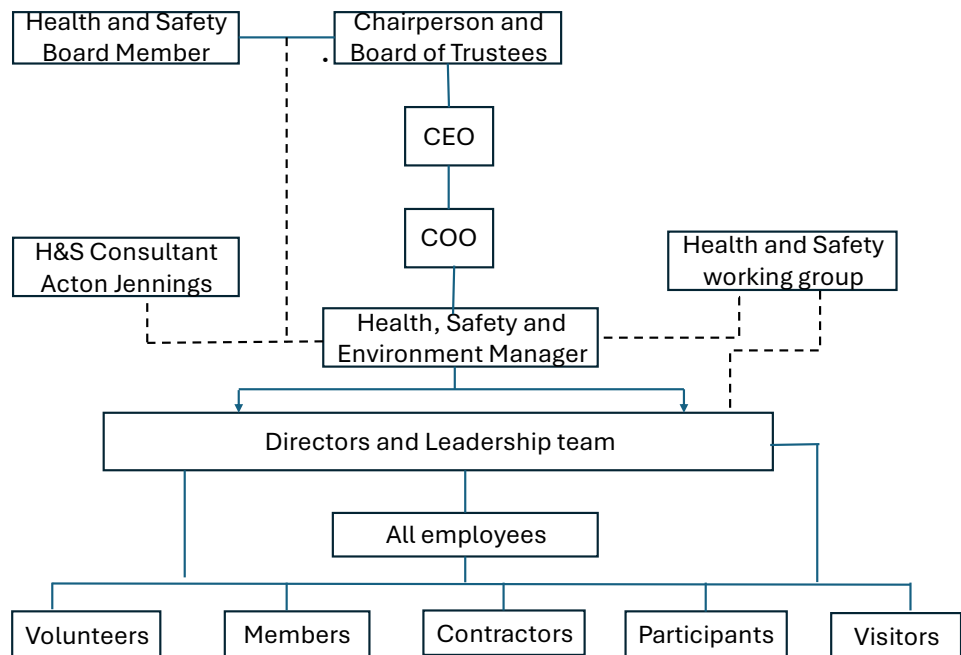 Health and Safety
Board Member
Chairperson and
Board of Trustees
.
CEO
COO
H&S Consultant
Acton Jennings
Health and Safety
working group
Health, Safety and
Environment Manager
Directors and Leadership team
All employees
Volunteers
Members
Contractors
Participants
Visitors